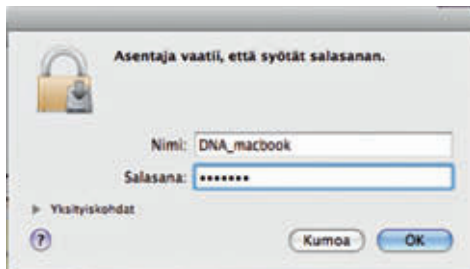 Asentaja vaatii, että syötät salasanan.
Nimi: DNA_macbook
Salasana: •••••••
Yksityiskohdat
?
Kumoa OK